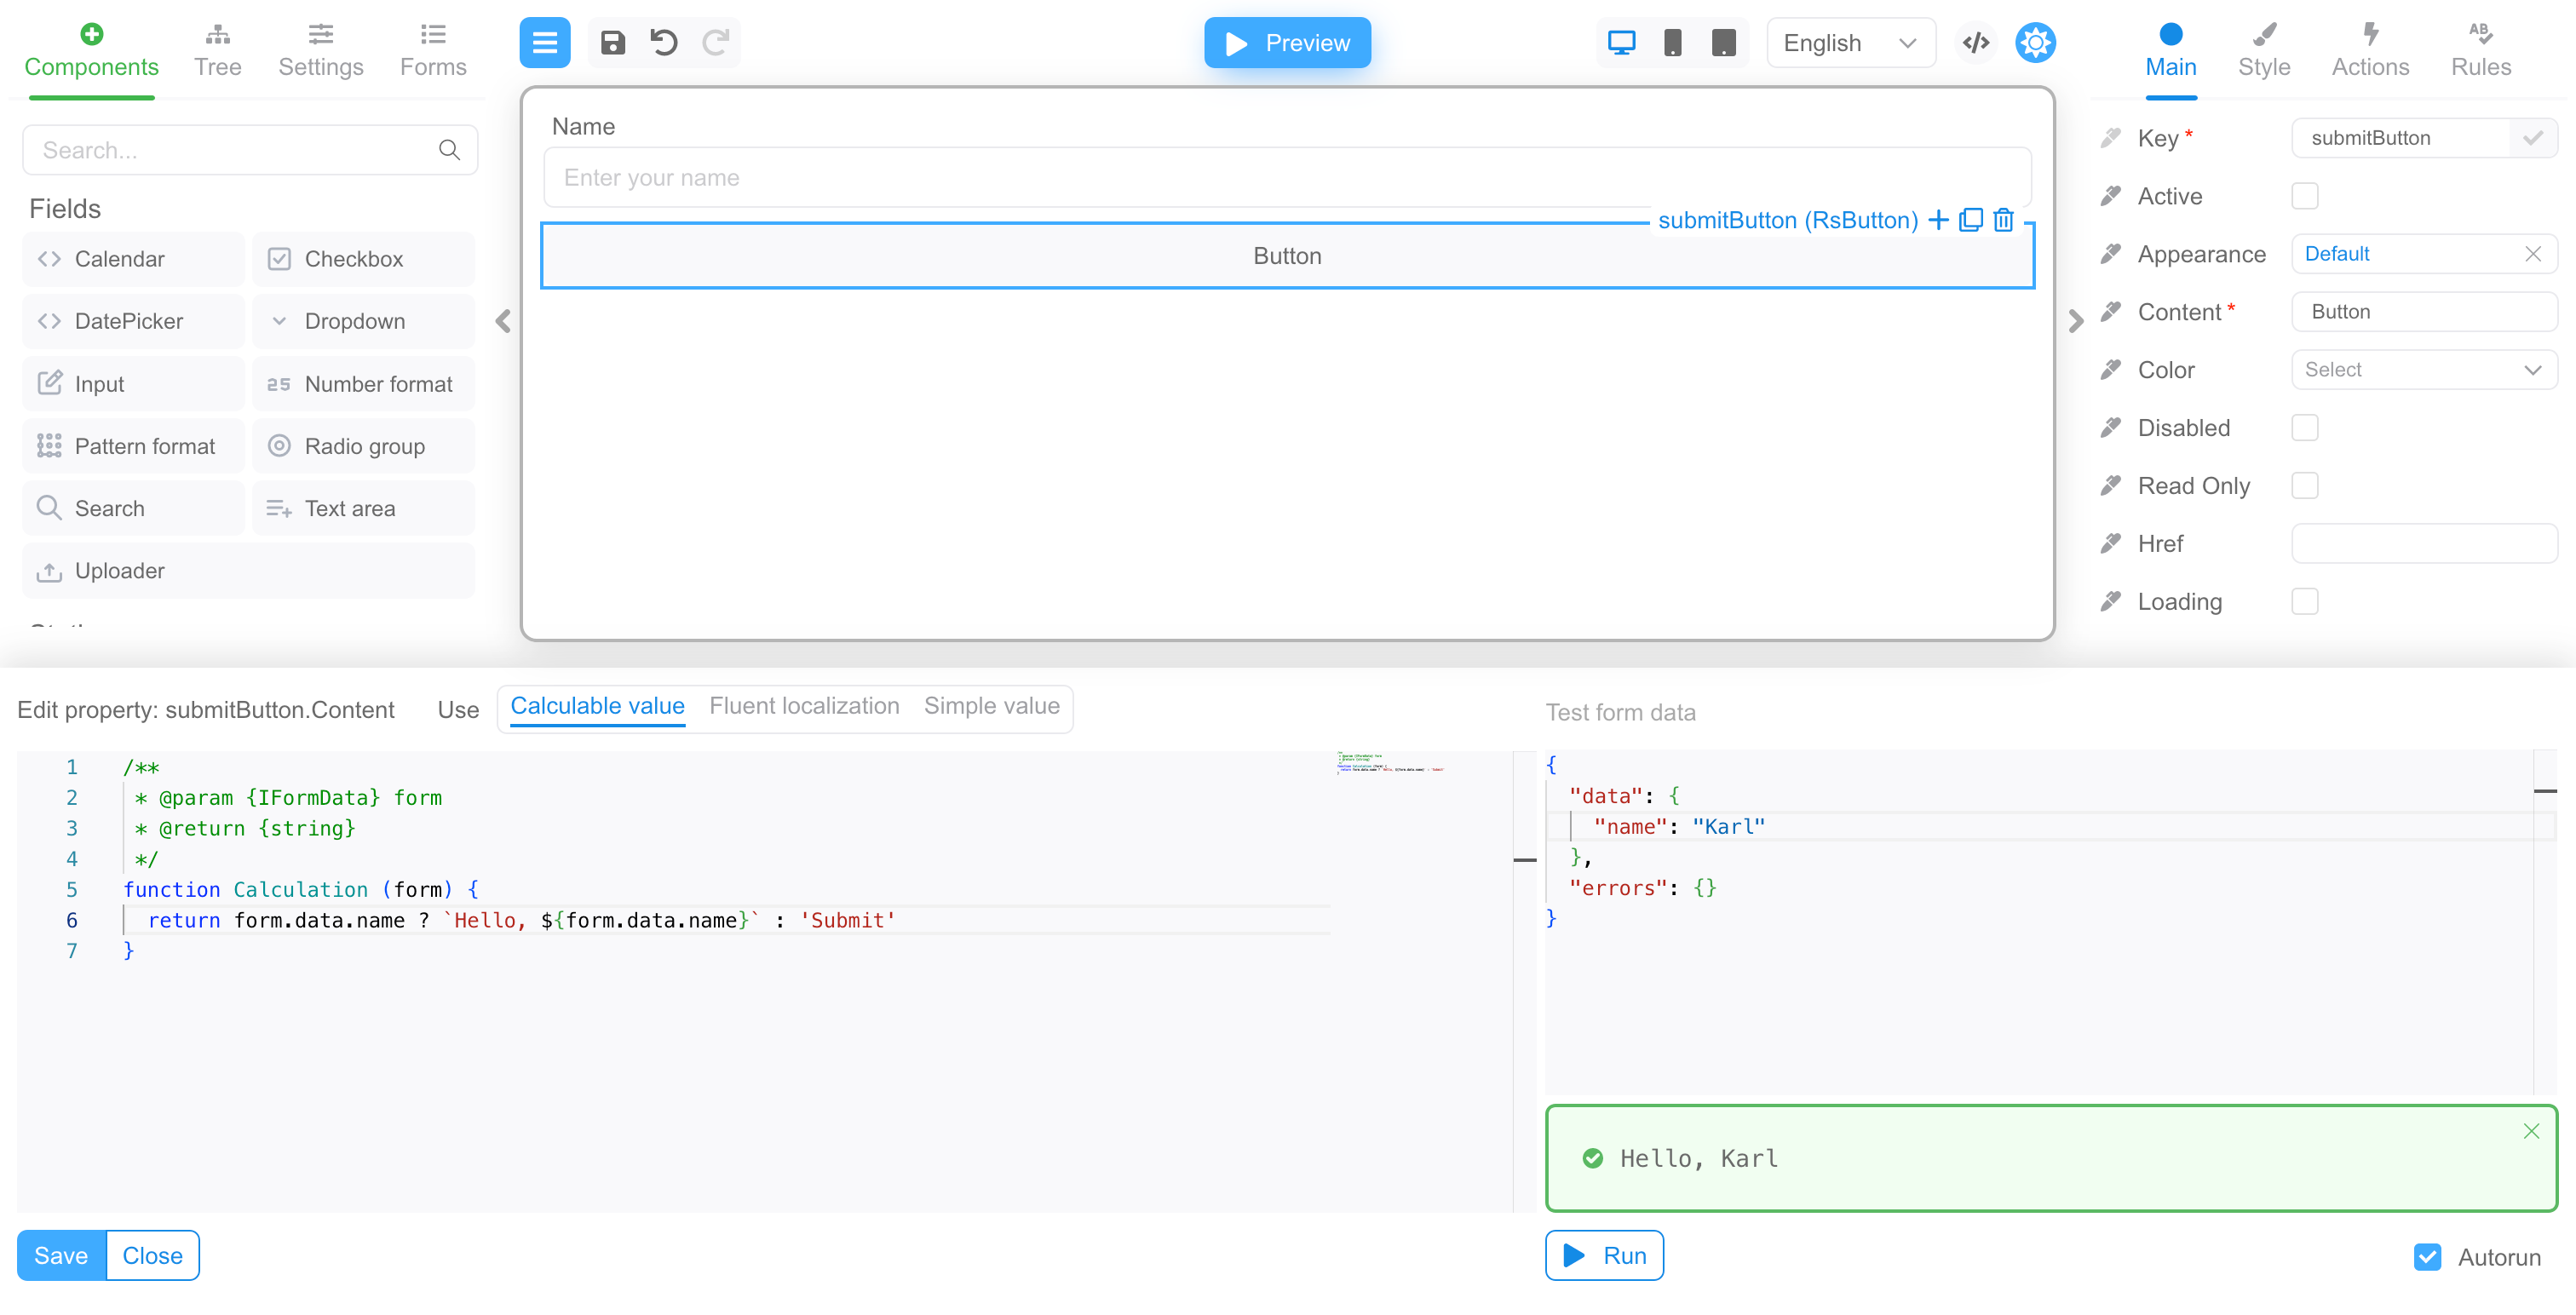 Components Tree Settings Forms
Search...
Fields
Calendar Checkbox
DatePicker Dropdown
Input 25 Number format
Pattern format Radio group
Search Text area
Uploader
Preview
English
Name
Enter your name
submitButton (RsButton)
Button
Main Style AB Actions Rules
Key * submitButton
Active
Appearance Default
Content * Button
Color Select
Disabled
Read Only
Href
Loading
Edit property: submitButton.Content Use Calculable value Fluent localization Simple value
1 /**
2 * @param {IFormData} form
3 * @return {string}
4 */
5 function Calculation (form) {
6 return form.data.name ? `Hello, ${form.data.name}` : 'Submit'
7 }
Save Close
Test form data
{
"data": {
"name": "Karl"
},
"errors": {}
}
Hello, Karl
Run Autorun